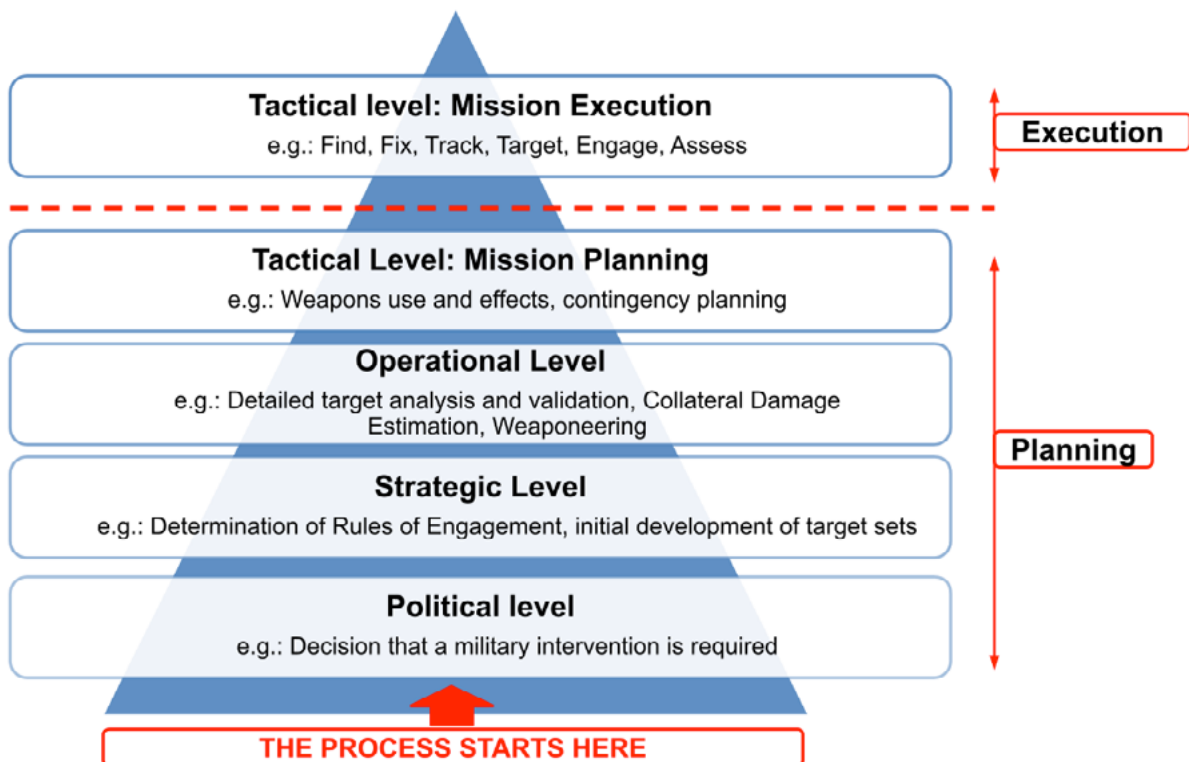 Tactical level: Mission Execution
e.g.: Find, Fix, Track, Target, Engage, Assess
Execution
Tactical Level: Mission Planning
e.g.: Weapons use and effects, contingency planning
Operational Level
e.g.: Detailed target analysis and validation, Collateral Damage
Estimation, Weaponeering
Planning
Strategic Level
e.g.: Determination of Rules of Engagement, initial development of target sets
Political level
e.g.: Decision that a military intervention is required
THE PROCESS STARTS HERE